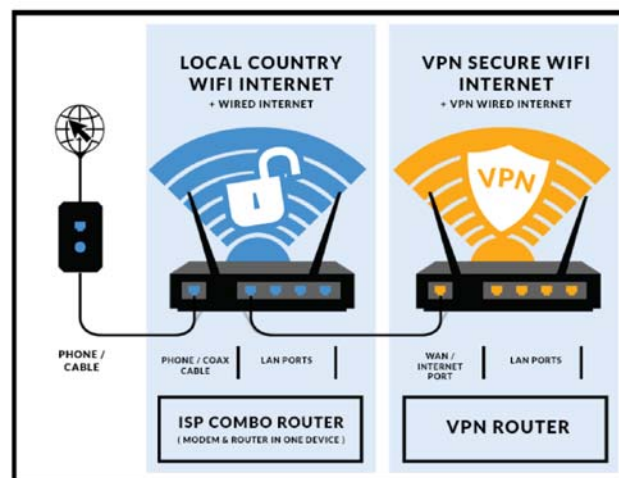 LOCAL COUNTRY
WIFI INTERNET
+ WIRED INTERNET
VPN SECURE WIFI
INTERNET
+ VPN WIRED INTERNET
VPN
PHONE /
CABLE
PHONE / COAX
CABLE
LAN PORTS
WAN /
INTERNET
PORT
LAN PORTS
ISP COMBO ROUTER
( MODEM & ROUTER IN ONE DEVICE )
VPN ROUTER